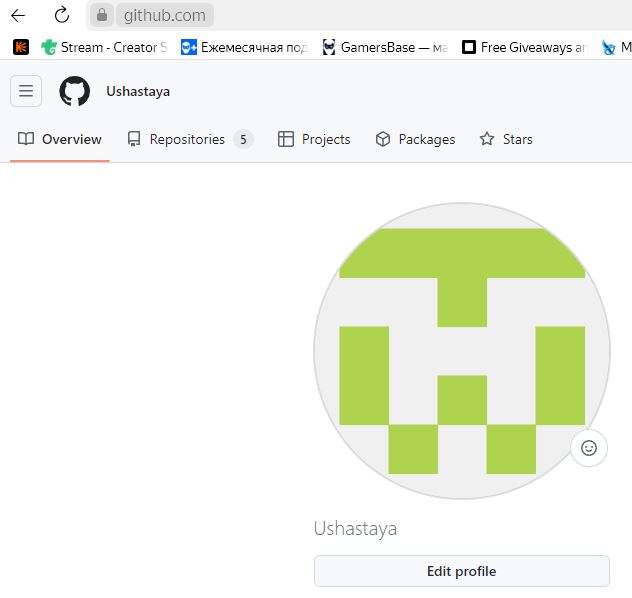 github.com
Stream - Creator Ежемесячная под GamersBase — ма Free Giveaways an M
Ushastaya
Overview Repositories 5 Projects Packages Stars
Ushastaya
Edit profile